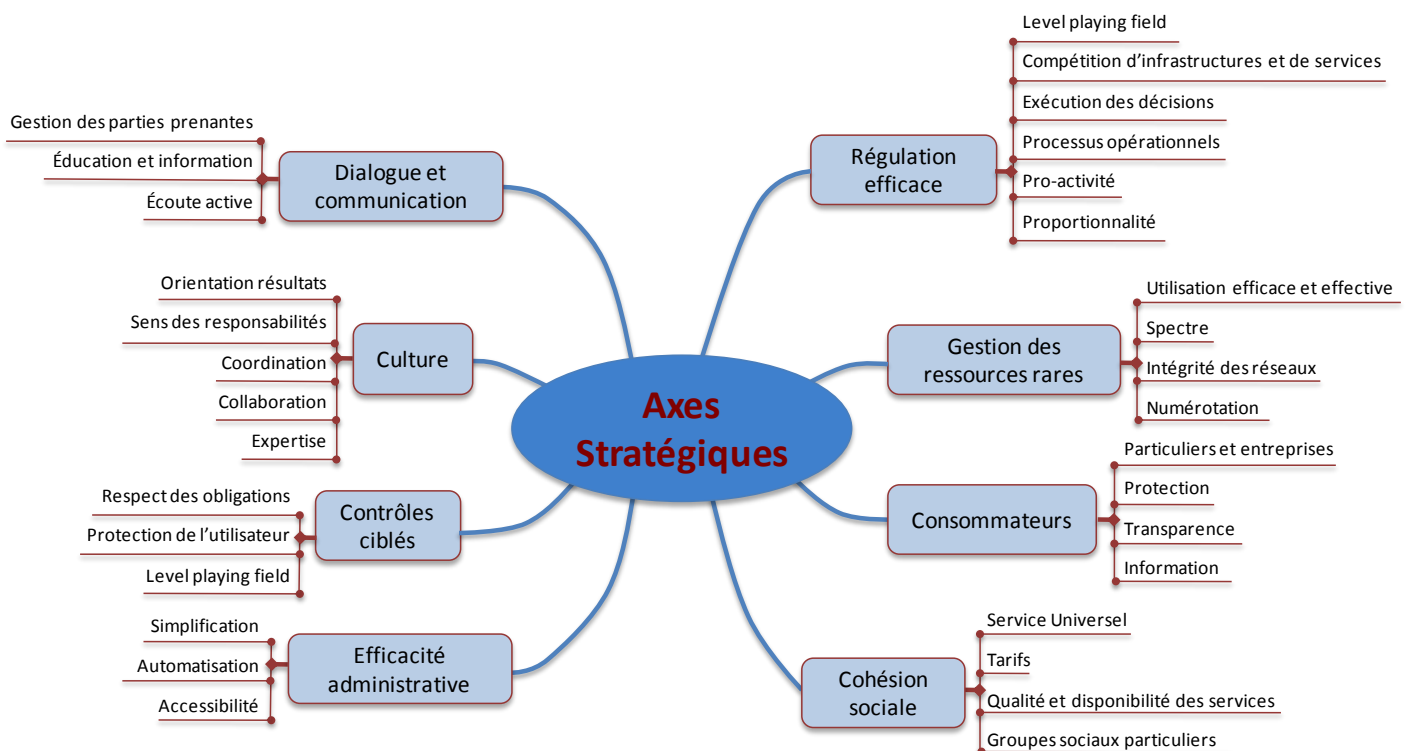 Axes
Stratégiques
Dialogue et
communication
Gestion des parties prenantes
Éducation et information
Écoute active
Culture
Orientation résultats
Sens des responsabilités
Coordination
Collaboration
Expertise
Contrôles
ciblés
Respect des obligations
Protection de l’utilisateur
Level playing field
Efficacité
administrative
Simplification
Automatisation
Accessibilité
Régulation
efficace
Level playing field
Compétition d’infrastructures et de services
Exécution des décisions
Processus opérationnels
Pro-activité
Proportionnalité
Gestion des
ressources rares
Utilisation efficace et effective
Spectre
Intégrité des réseaux
Numérotation
Consommateurs
Particuliers et entreprises
Protection
Transparence
Information
Cohésion
sociale
Service Universel
Tarifs
Qualité et disponibilité des services
Groupes sociaux particuliers